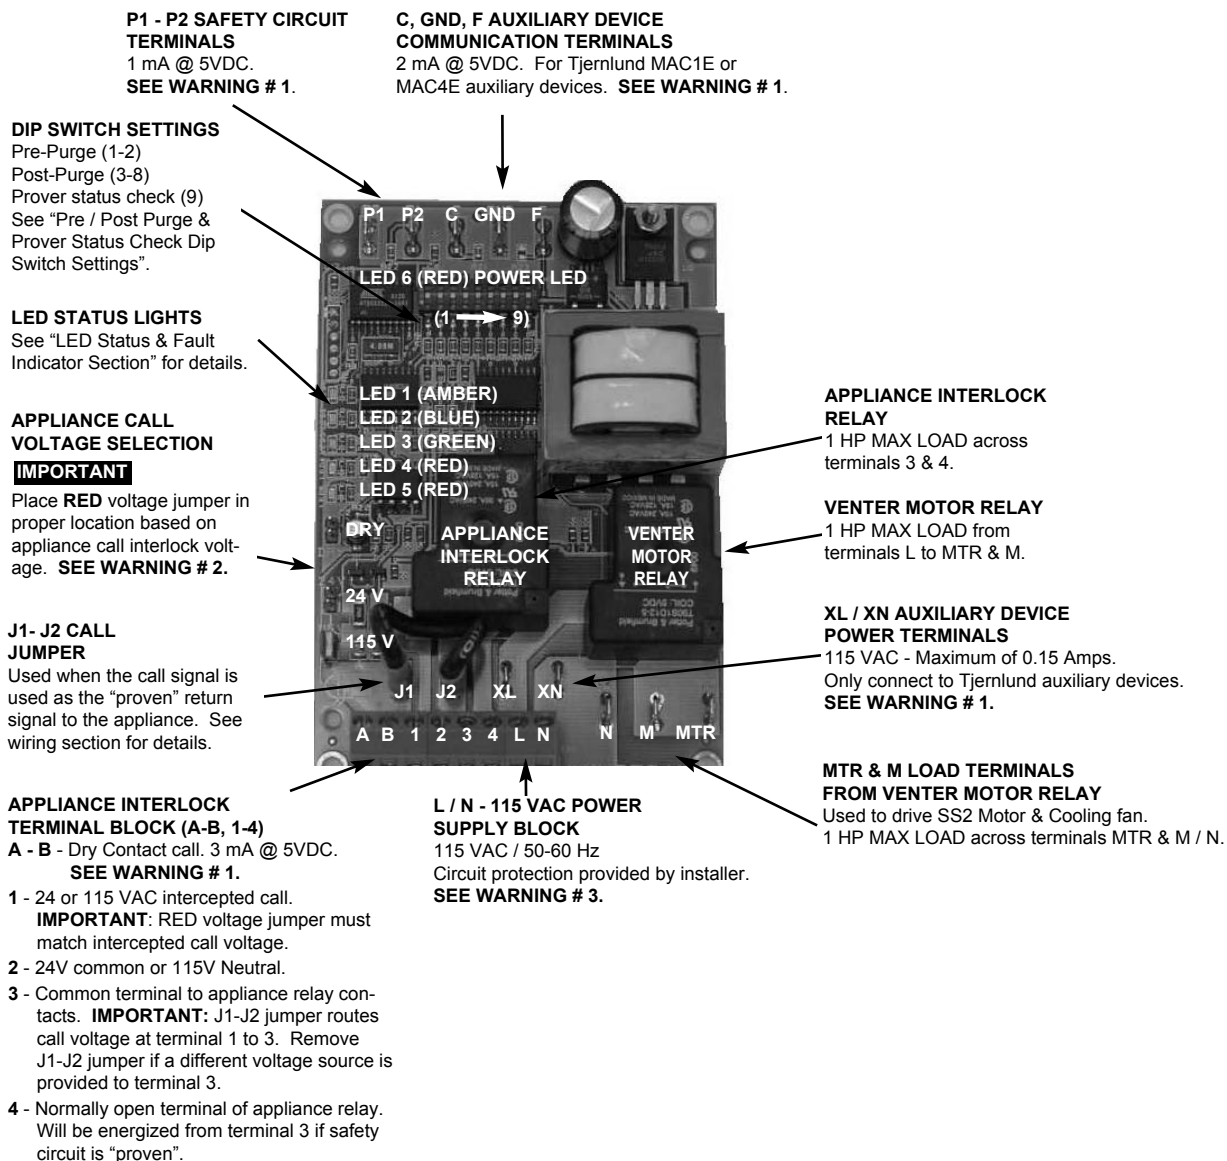 P1 - P2 SAFETY CIRCUIT
TERMINALS
1 mA @ 5VDC.
SEE WARNING # 1.
C, GND, F AUXILIARY DEVICE
COMMUNICATION TERMINALS
2 mA @ 5VDC. For Tjernlund MAC1E or
MAC4E auxiliary devices. SEE WARNING # 1.
DIP SWITCH SETTINGS
Pre-Purge (1-2)
Post-Purge (3-8)
Prover status check (9)
See “Pre / Post Purge &
Prover Status Check Dip
Switch Settings”.
LED STATUS LIGHTS
See “LED Status & Fault
Indicator Section” for details.
APPLIANCE CALL
VOLTAGE SELECTION
IMPORTANT
Place RED voltage jumper in
proper location based on
appliance call interlock volt-
age. SEE WARNING # 2.
J1- J2 CALL
JUMPER
Used when the call signal is
used as the “proven” return
signal to the appliance. See
wiring section for details.
P1 P2 C GND F
LED 6 (RED) POWER LED
(1 9)
4.00M
LED 1 (AMBER)
LED 2 (BLUE)
LED 3 (GREEN)
LED 4 (RED)
LED 5 (RED)
DRY
24 V
115 V
APPLIANCE
INTERLOCK
RELAY
Potter & Brumfield
VENTER
MOTOR
RELAY
COIL 5VDC
T90S1D12-5
Potter & Brumfield
J1 J2 XL XN
A B 1 2 3 4 L N
N M MTR
APPLIANCE INTERLOCK
RELAY
1 HP MAX LOAD across
terminals 3 & 4.
VENTER MOTOR RELAY
1 HP MAX LOAD from
terminals L to MTR & M.
XL / XN AUXILIARY DEVICE
POWER TERMINALS
115 VAC - Maximum of 0.15 Amps.
Only connect to Tjernlund auxiliary devices.
SEE WARNING # 1.
MTR & M LOAD TERMINALS
FROM VENTER MOTOR RELAY
Used to drive SS2 Motor & Cooling fan.
1 HP MAX LOAD across terminals MTR & M / N.
APPLIANCE INTERLOCK
TERMINAL BLOCK (A-B, 1-4)
A - B - Dry Contact call. 3 mA @ 5VDC.
SEE WARNING # 1.
1 - 24 or 115 VAC intercepted call.
IMPORTANT: RED voltage jumper must
match intercepted call voltage.
2 - 24V common or 115V Neutral.
3 - Common terminal to appliance relay con-
tacts. IMPORTANT: J1-J2 jumper routes
call voltage at terminal 1 to 3. Remove
J1-J2 jumper if a different voltage source is
provided to terminal 3.
4 - Normally open terminal of appliance relay.
Will be energized from terminal 3 if safety
circuit is “proven”.
L / N - 115 VAC POWER
SUPPLY BLOCK
115 VAC / 50-60 Hz
Circuit protection provided by installer.
SEE WARNING # 3.